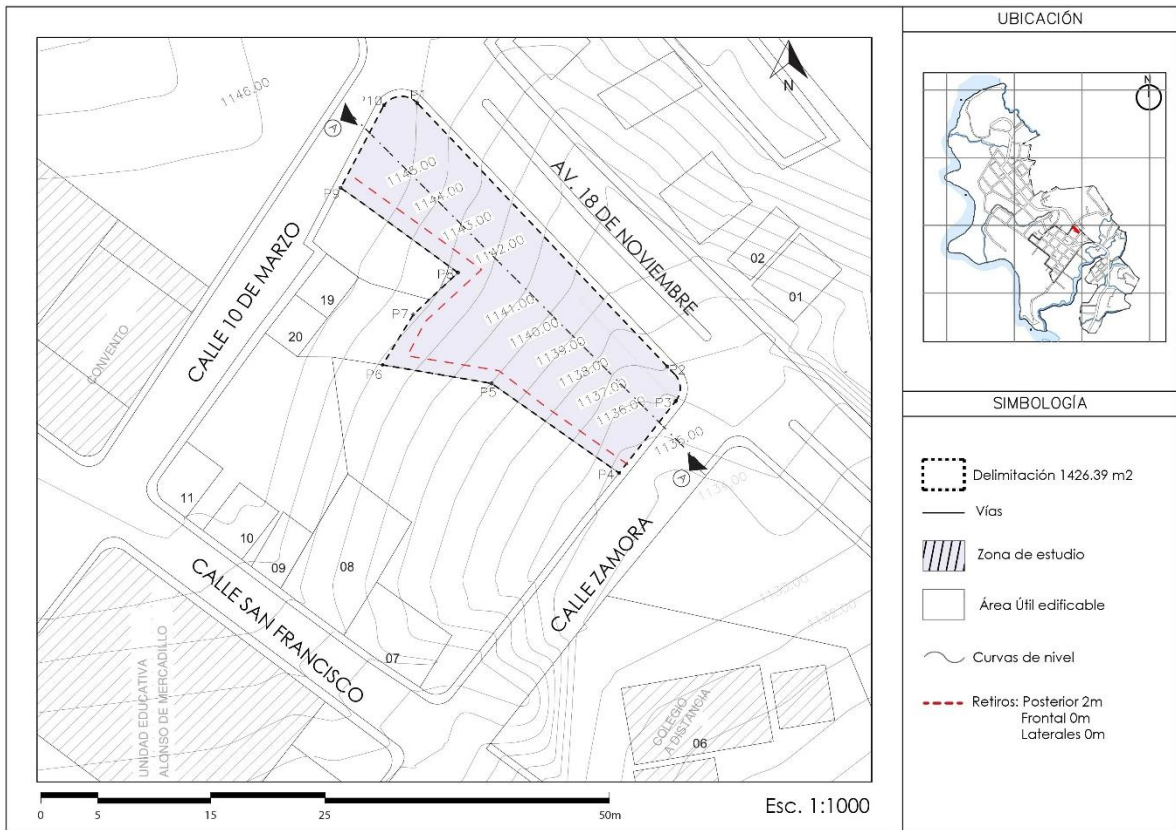 1146.00
N
P10
P1
A
1145.00
1144.00
1143.00
1142.00
1141.00
1140.00
1139.00
1138.00
1137.00
1136.00
1135.00
1134.00
P9
P8
P7
P6
P5
P4
P3
P2
A
AV. 18 DE NOVIEMBRE
CALLE 10 DE MARZO
CONVENTO
19
20
02
01
11
10
09
08
07
CALLE SAN FRANCISCO
CALLE ZAMORA
UNIDAD EDUCATIVA
ALONSO DE MERCADILLO
COLEGIO
A DISTANCIA
06
1132.00
0
5
15
25
50m
Esc. 1:1000
UBICACIÓN
N
SIMBOLOGÍA
Delimitación 1426.39 m2
Vías
Zona de estudio
Área Útil edificable
Curvas de nivel
Retiros: Posterior 2m
Frontal 0m
Laterales 0m